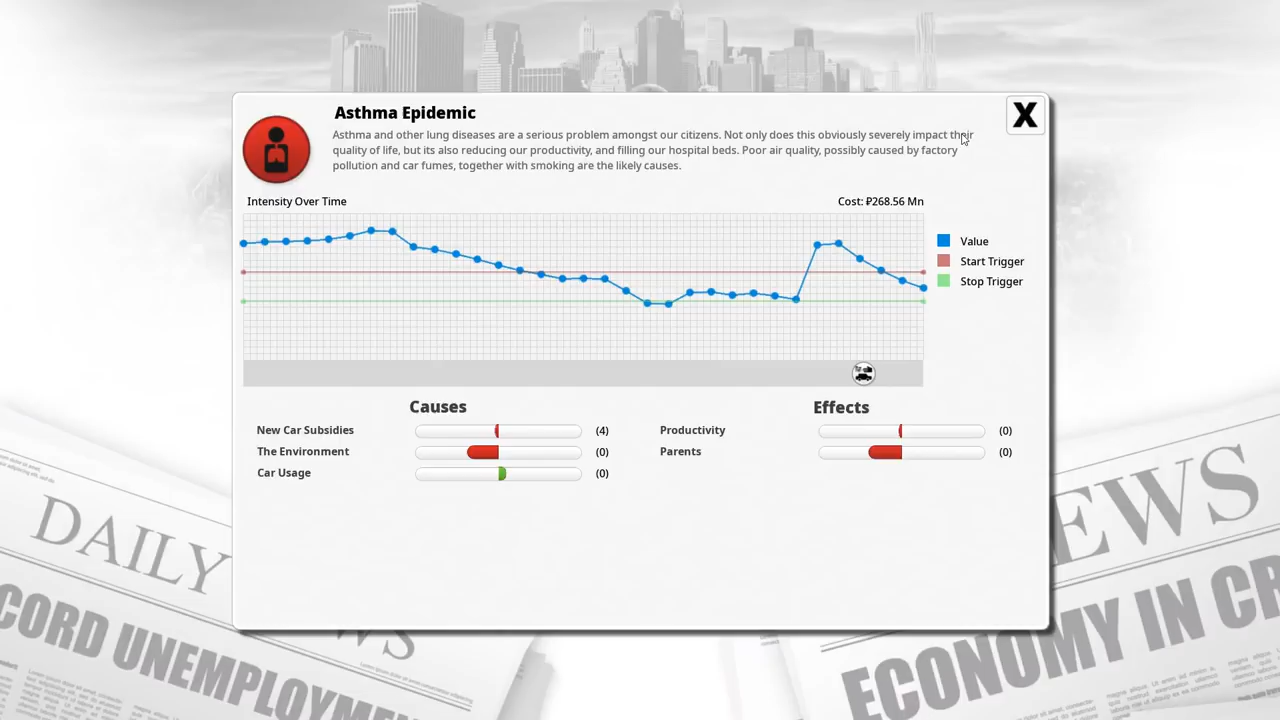 Asthma Epidemic
X
Asthma and other lung diseases are a serious problem amongst our citizens. Not only does this obviously severely impact their
quality of life, but its also reducing our productivity, and filling our hospital beds. Poor air quality, possibly caused by factory
pollution and car fumes, together with smoking are the likely causes.
Intensity Over Time
Cost: ₽268.56 Mn
Value
Start Trigger
Stop Trigger
Causes
New Car Subsidies (4)
The Environment (0)
Car Usage (0)
Effects
Productivity (0)
Parents (0)
DAILY
WS
CORD UNEMPLOYME
EWS
ECONOMY IN CR